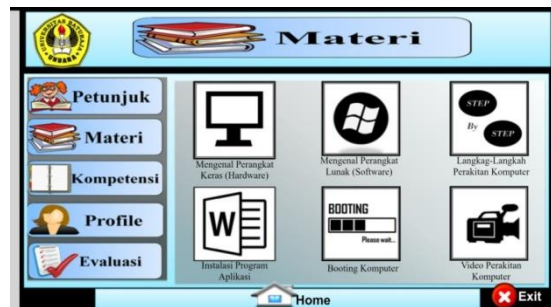 Materi
Petunjuk
Materi
Kompetensi
Profile
Evaluasi
Mengenal Perangkat
Keras (Hardware)
Mengenal Perangkat
Lunak (Software)
STEP
By
STEP
Langkag-Langkah
Perakitan Komputer
W
Instalasi Program
Aplikasi
BOOTING
Please wait...
Booting Komputer
Video Perakitan
Komputer
Home
Exit